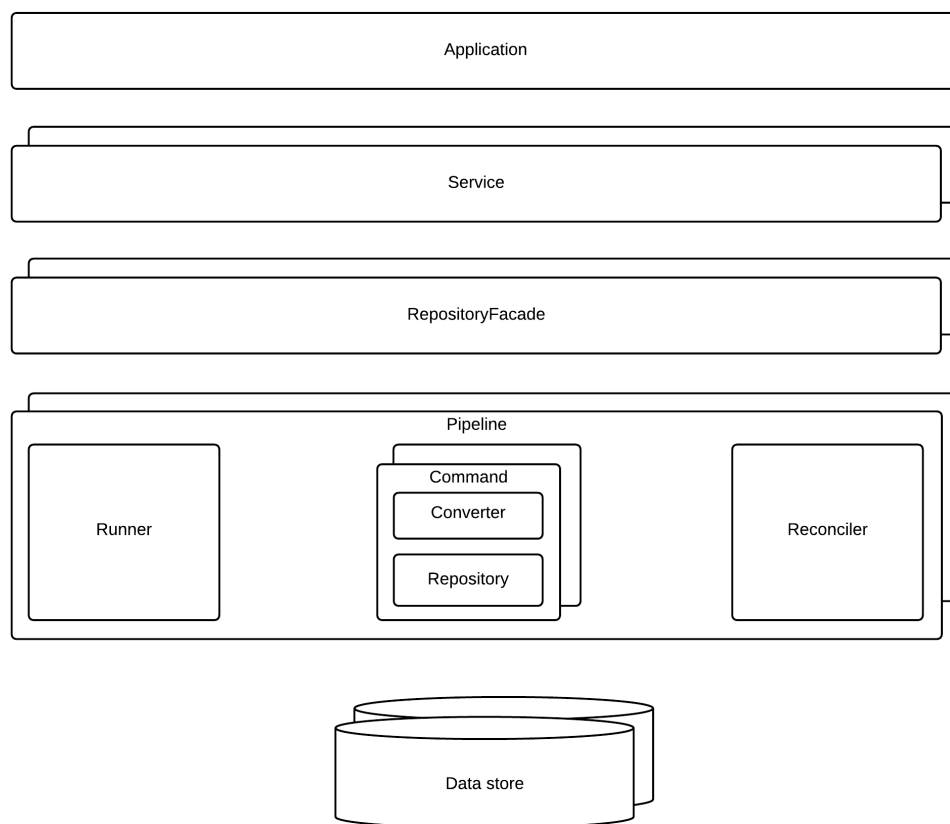 Application
Service
RepositoryFacade
Pipeline
Command
Converter
Runner
Reconciler
Repository
Data store